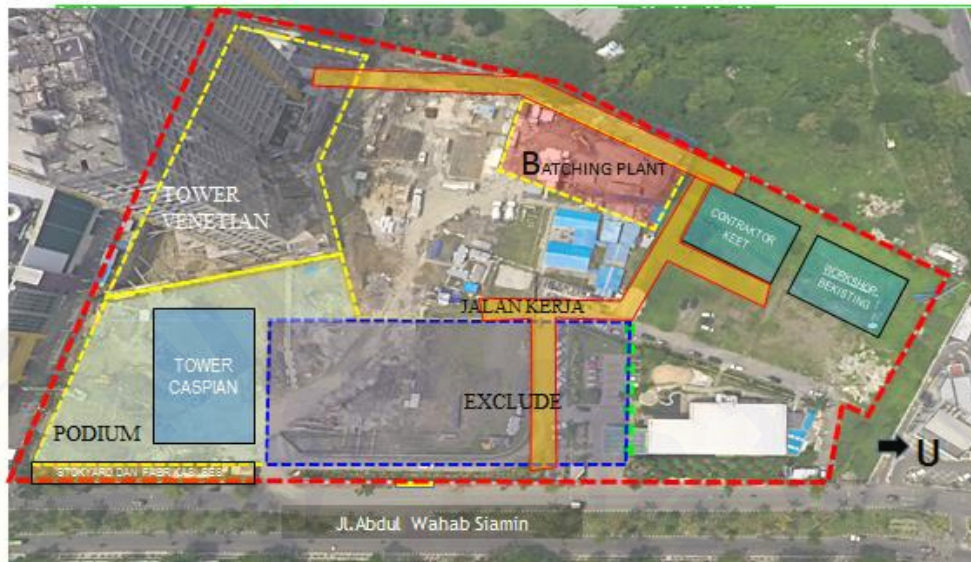 BATCHING PLANT
TOWER
VENETIAN
CONTRAKTOR
KEET
WORKSHOP
BEKISTING
JALAN KERJA
TOWER
CASPIAN
EXCLUDE
PODIUM
U
STOKYARD DAN FABRIKASI BESI
Jl.Abdul Wahab Siamin